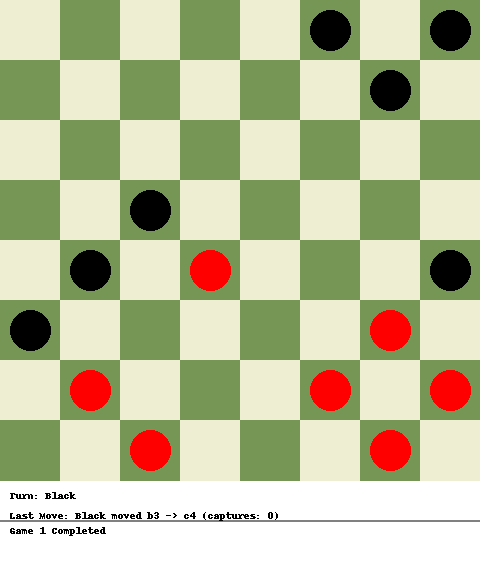 Turn: Black
Last Move: Black moved b3 -> c4 (captures: 0)
Game 1 Completed